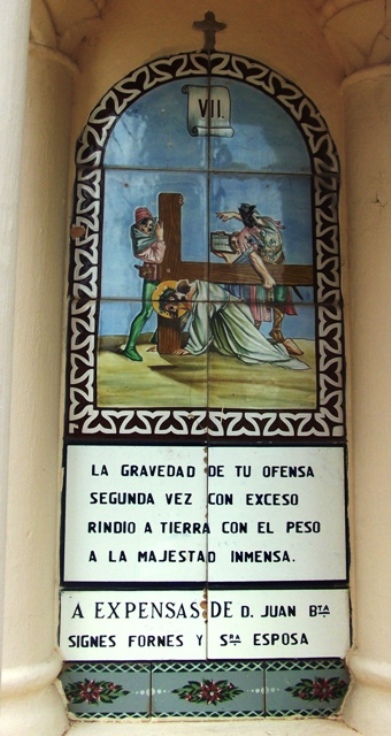 VII.
LA GRAVEDAD DE TU OFENSA
SEGUNDA VEZ CON EXCESO
RINDIO A TIERRA CON EL PESO
A LA MAJESTAD INMENSA.
A EXPENSAS DE D. JUAN Bᵀᴬ
SIGNES FORNES Y Sᴿᴬ ESPOSA